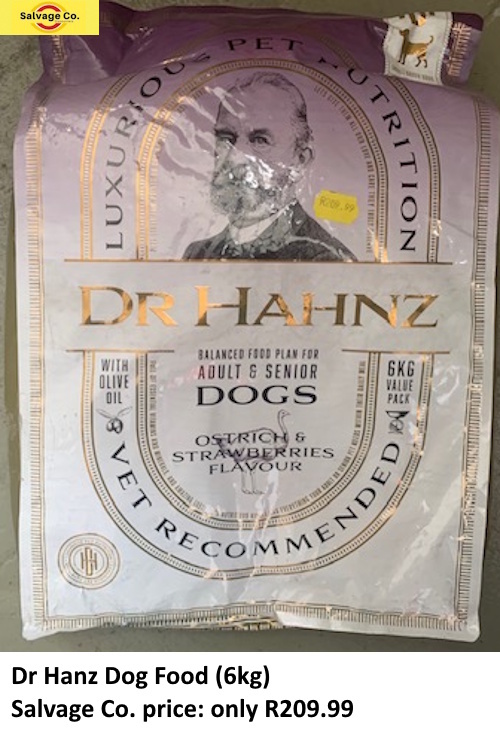 Salvage Co.
LUXURIOUS PET NUTRITION
R209.99
DR HAHNZ
BALANCED FOOD PLAN FOR
ADULT & SENIOR
DOGS
WITH
OLIVE
OIL
6KG
VALUE
PACK
OSTRICH &
STRAWBERRIES
FLAVOUR
VET RECOMMENDED
Dr Hanz Dog Food (6kg)
Salvage Co. price: only R209.99